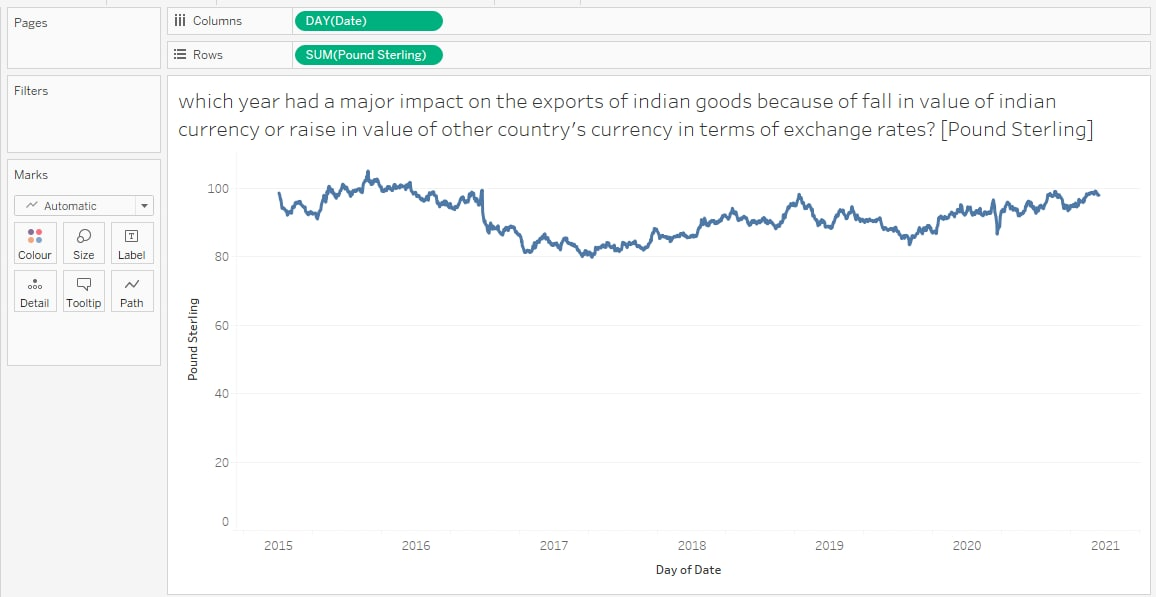 Pages
Columns
DAY(Date)
Rows
SUM(Pound Sterling)
Filters
Marks
Automatic
Colour
Size
Label
Detail
Tooltip
Path
which year had a major impact on the exports of indian goods because of fall in value of indian
currency or raise in value of other country's currency in terms of exchange rates? [Pound Sterling]
Pound Sterling
100
80
60
40
20
0
2015
2016
2017
2018
2019
2020
2021
Day of Date